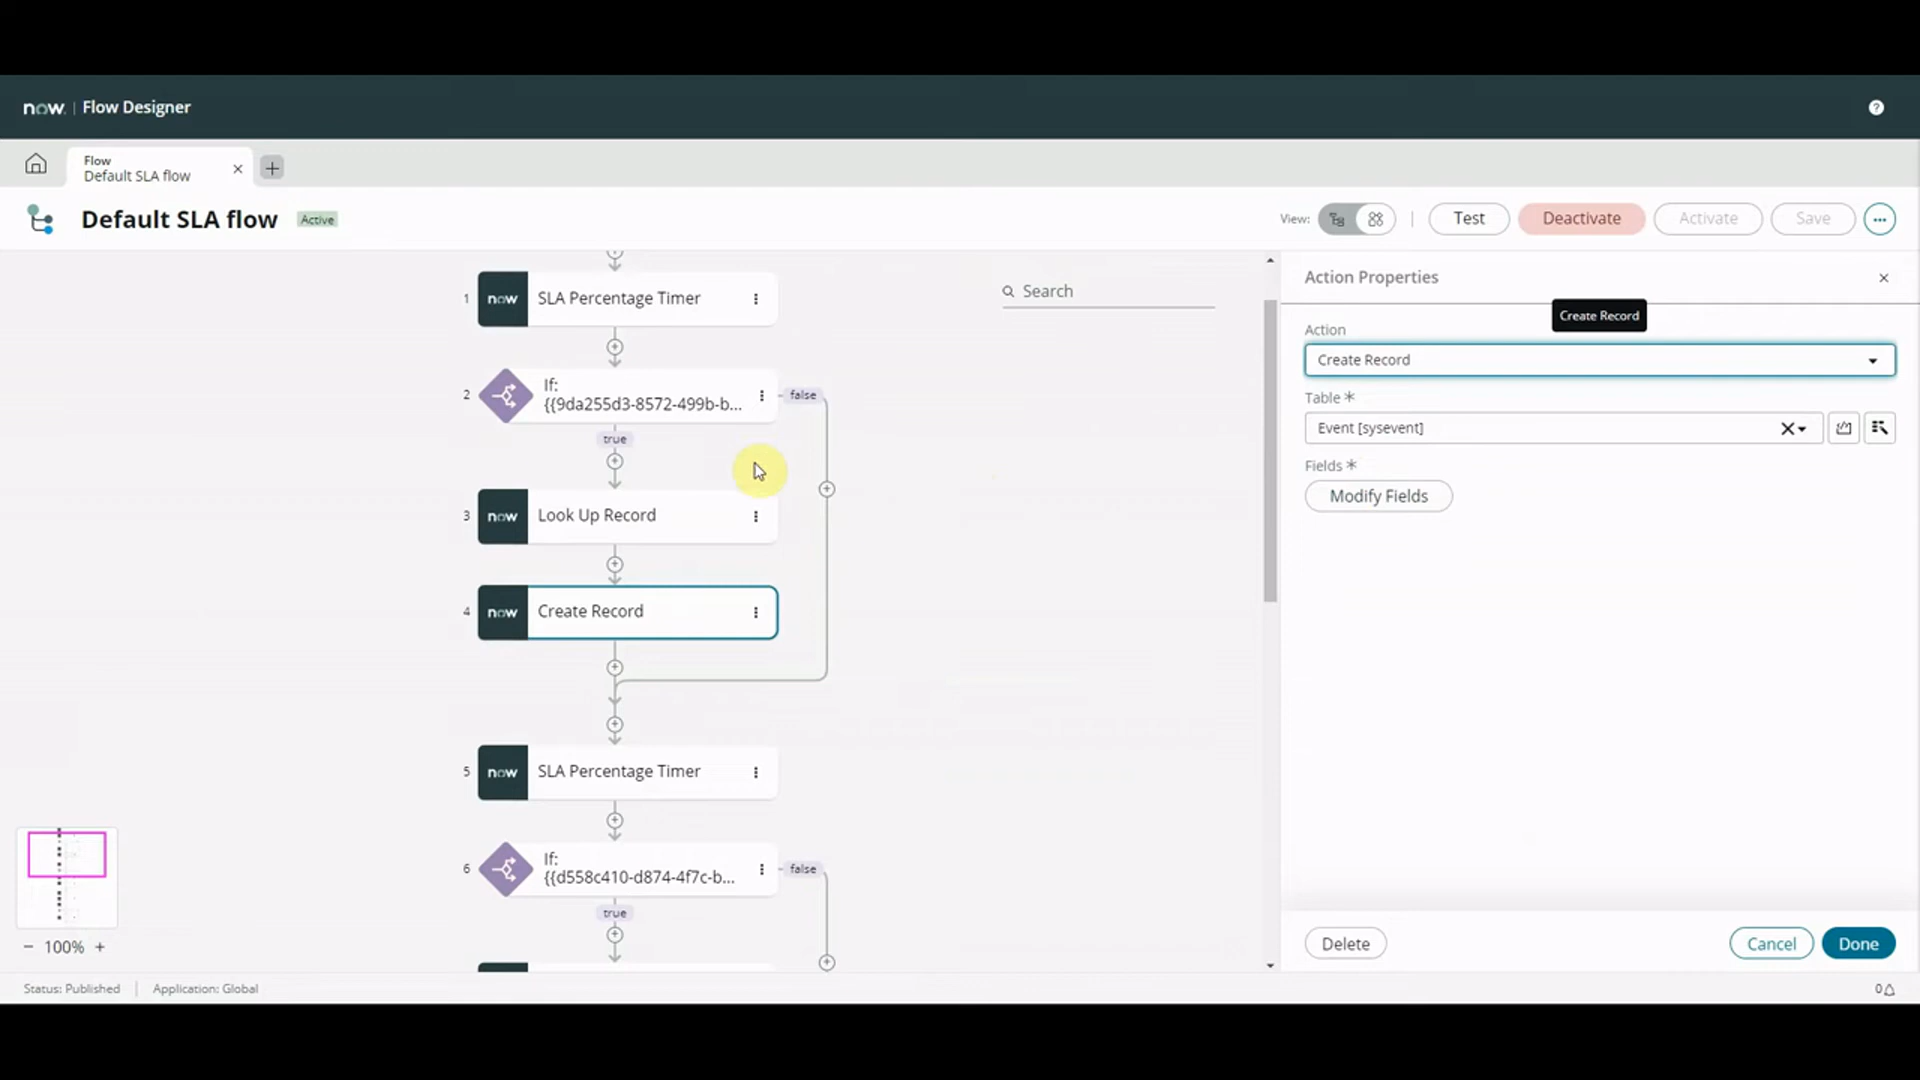 now. | Flow Designer
?
Flow
Default SLA flow
Default SLA flow
Active
View:
Test
Deactivate
Activate
Save
1
now
SLA Percentage Timer
2
If:
{{9da255d3-8572-499b-b...
false
true
3
now
Look Up Record
4
now
Create Record
5
now
SLA Percentage Timer
6
If:
{{d558c410-d874-4f7c-b...
false
true
Search
Action Properties
Create Record
Action
Create Record
Table *
Event [sysevent]
Fields *
Modify Fields
Delete
Cancel
Done
− 100% +
Status: Published
Application: Global
0